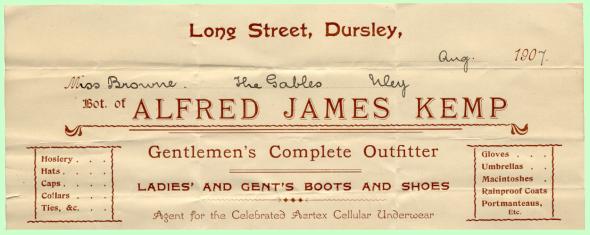 Long Street, Dursley,
Aug. 1907.
Miss Browne. The Gables Uley
Bot. of ALFRED JAMES KEMP
Gentlemen's Complete Outfitter
LADIES' AND GENT'S BOOTS AND SHOES
Agent for the Celebrated Aertex Cellular Underwear
Hosiery . . .
Hats . . . .
Caps . . . .
Collars . . .
Ties, &c. . .
Gloves . . .
Umbrellas .
Macintoshes .
Rainproof Coats
Portmanteaus,
Etc.